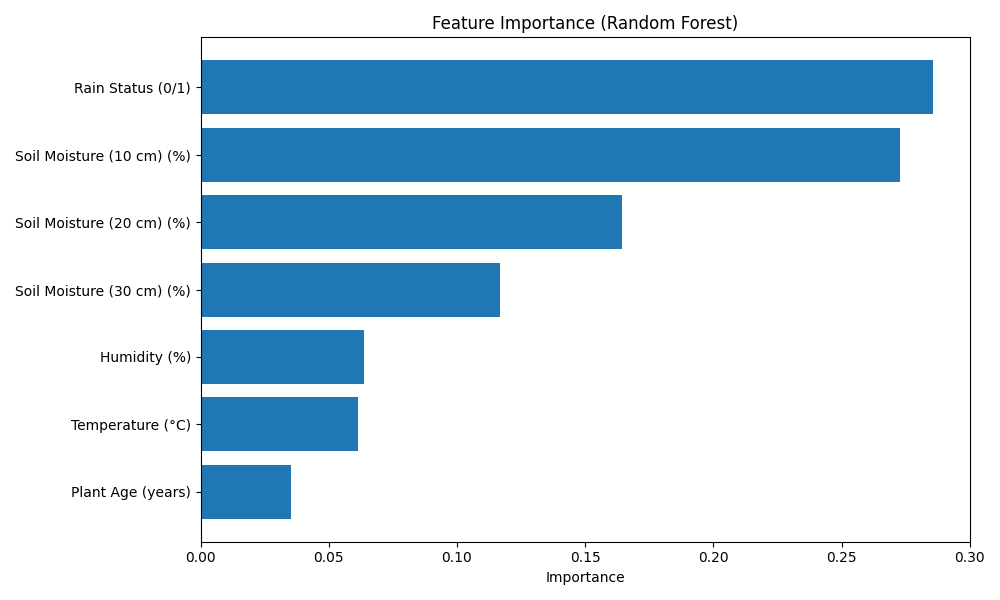 Feature Importance (Random Forest)
Rain Status (0/1)
Soil Moisture (10 cm) (%)
Soil Moisture (20 cm) (%)
Soil Moisture (30 cm) (%)
Humidity (%)
Temperature (°C)
Plant Age (years)
0.00 0.05 0.10 0.15 0.20 0.25 0.30
Importance